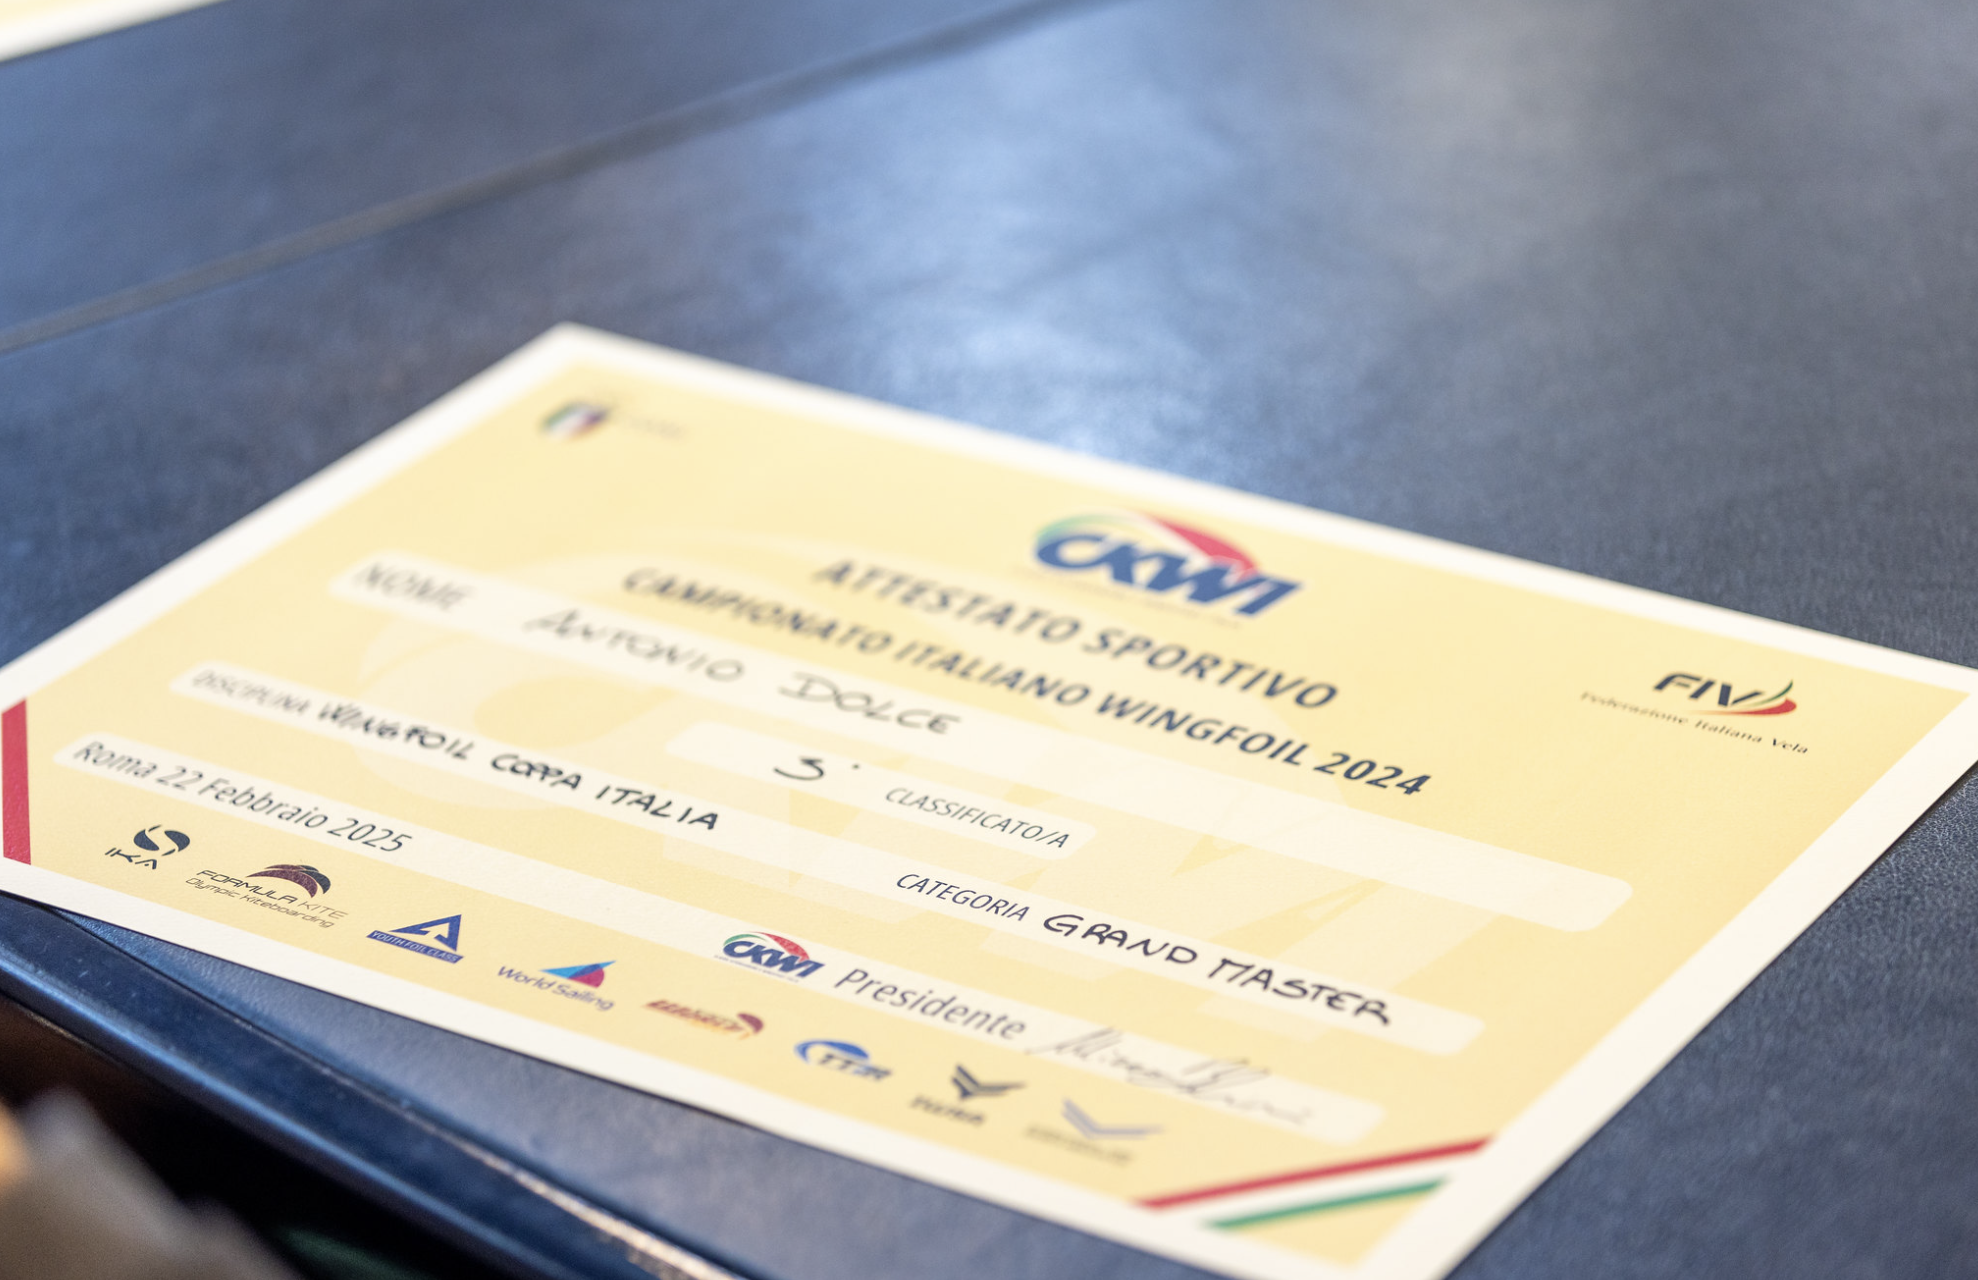 CKWI
ATTESTATO SPORTIVO
CAMPIONATO ITALIANO WINGFOIL 2024
FIV
Federazione Italiana Vela
NOME ANTONIO DOLCE
3° CLASSIFICATO/A
DISCIPLINA WINGFOIL COPPA ITALIA
CATEGORIA GRAND MASTER
Roma 22 Febbraio 2025
CKWI Presidente
IKA
FORMULA KITE
Olympic Kiteboarding
YOUTH FOIL CLASS
World Sailing